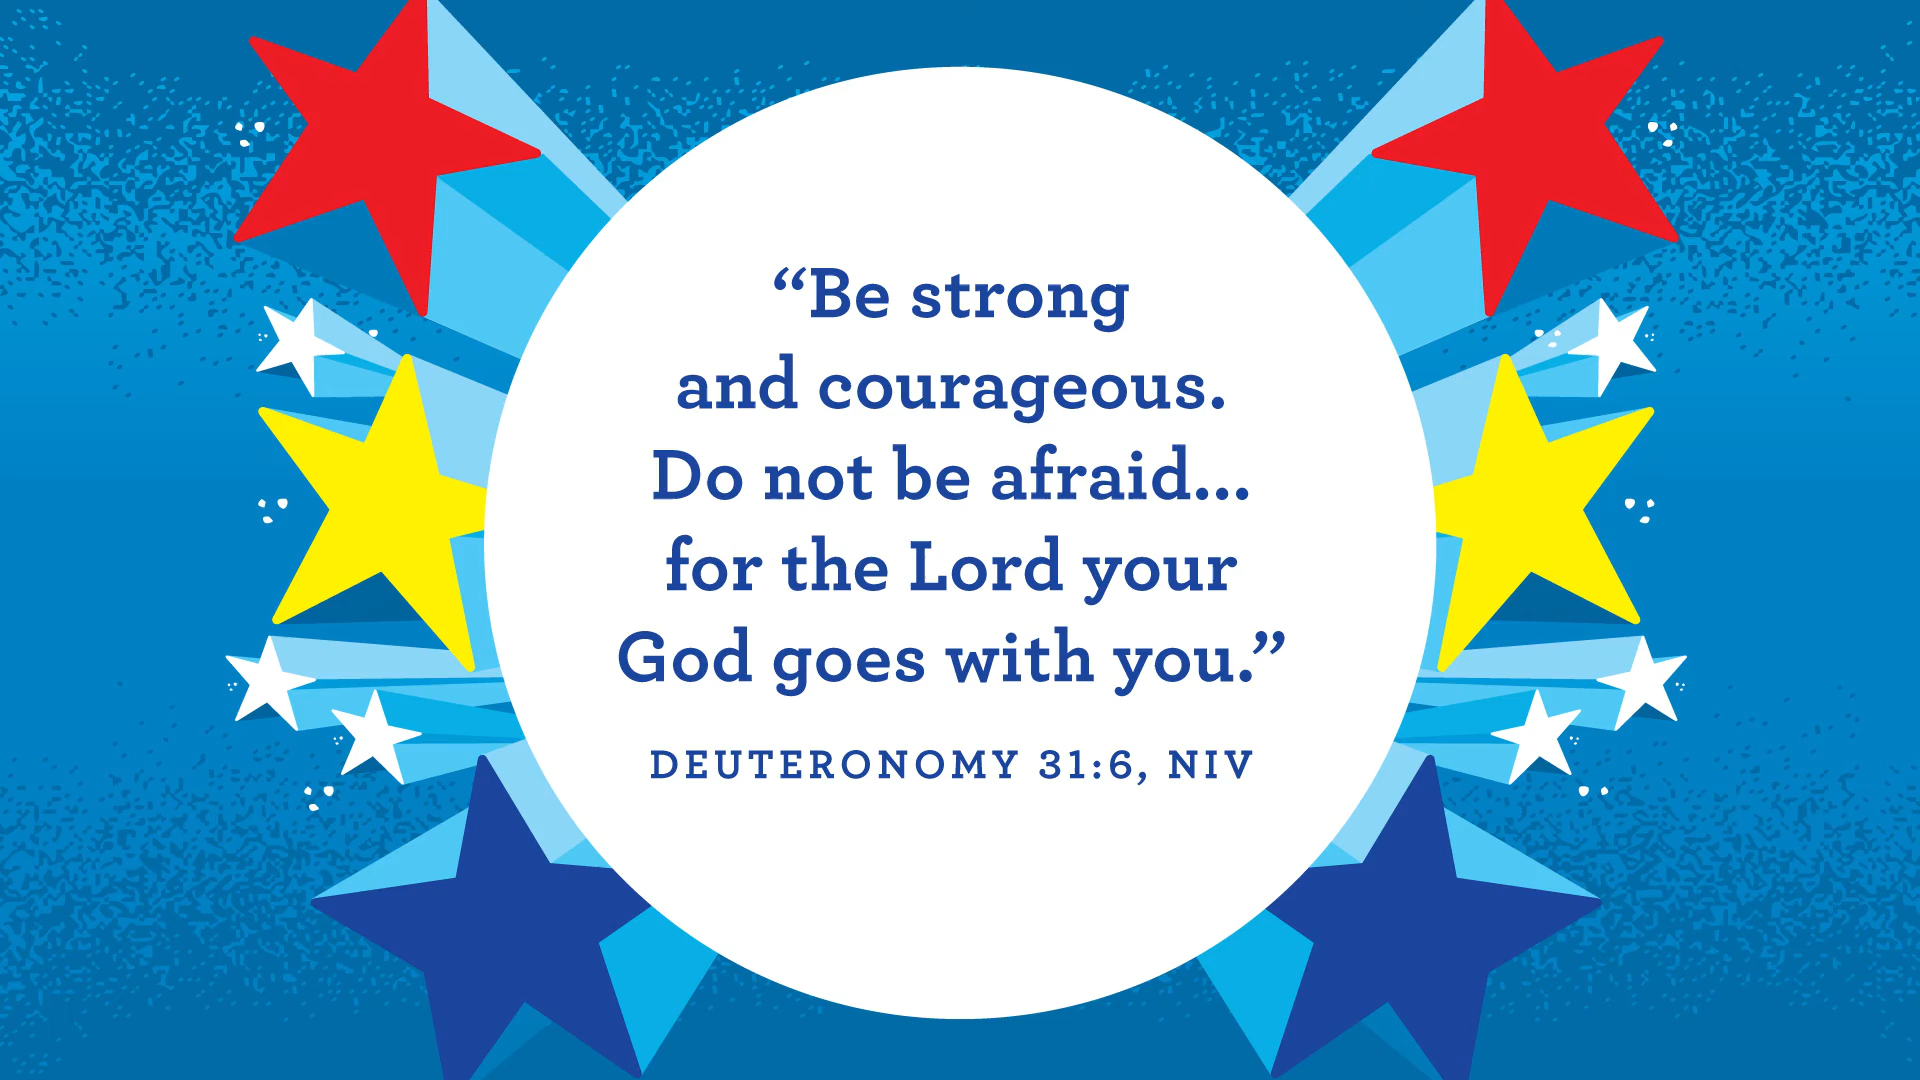 “Be strong
and courageous.
Do not be afraid...
for the Lord your
God goes with you.”
DEUTERONOMY 31:6, NIV